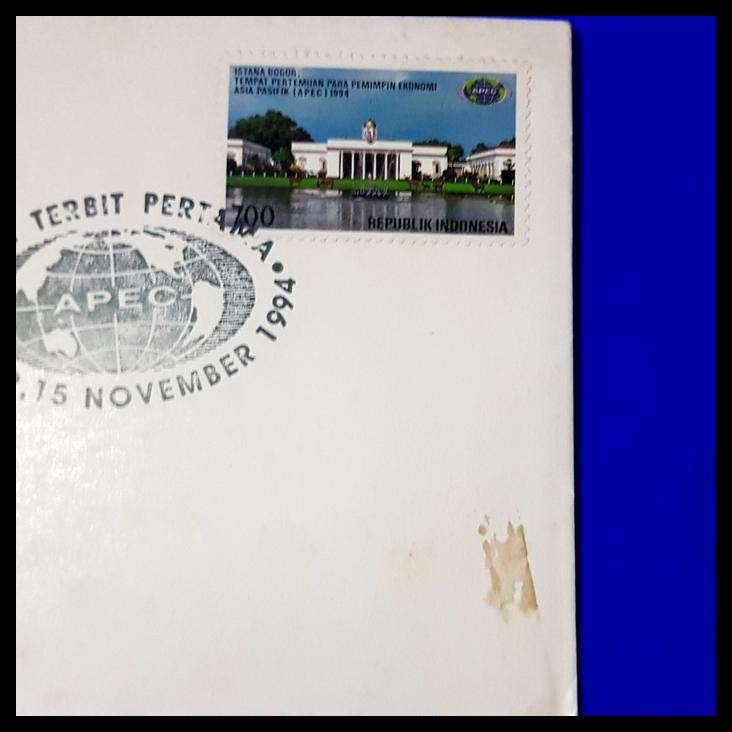 ISTANA BOGOR,
TEMPAT PERTEMUAN PARA PEMIMPIN EKONOMI
ASIA PASIFIK (APEC) 1994
APEC
700
REPUBLIK INDONESIA
TERBIT PERTAMA
APEC
15 NOVEMBER 1994